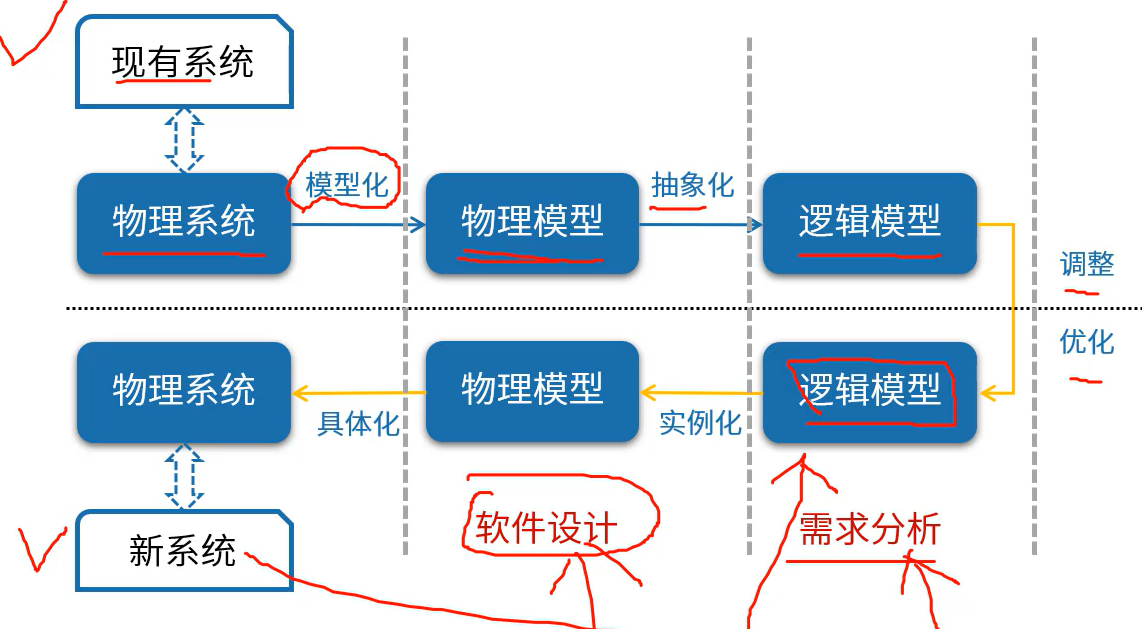 现有系统
物理系统
模型化
物理模型
抽象化
逻辑模型
调整
优化
物理系统
具体化
物理模型
实例化
逻辑模型
软件设计
需求分析
新系统